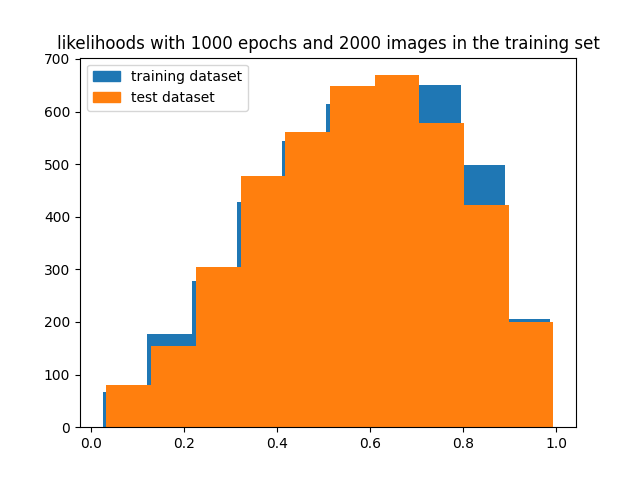 likelihoods with 1000 epochs and 2000 images in the training set
700
600
500
400
300
200
100
0
training dataset
test dataset
0.0 0.2 0.4 0.6 0.8 1.0